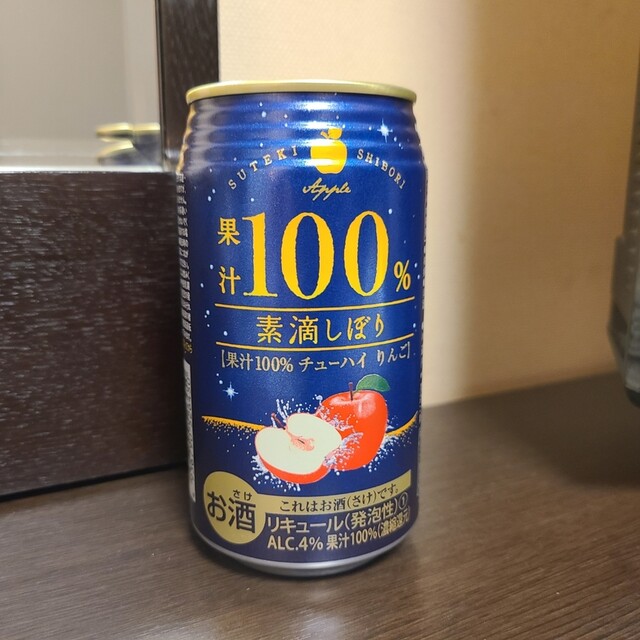 SUTEKI SHIBORI
Apple
果汁100%
素滴しぼり
[果汁100% チューハイ りんご]
さけ
お酒
これはお酒(さけ)です。
リキュール(発泡性)①
ALC.4% 果汁100%(濃縮還元)